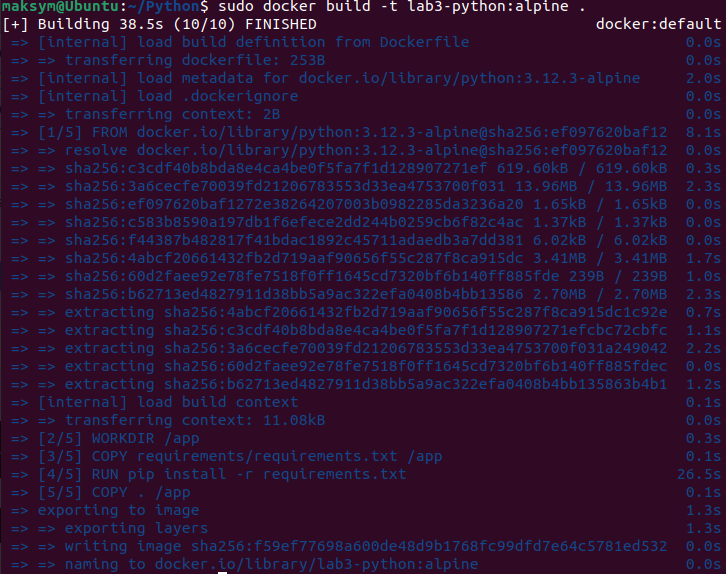 maksym@Ubuntu:~/Python$ sudo docker build -t lab3-python:alpine .
[+] Building 38.5s (10/10) FINISHED docker:default
=> [internal] load build definition from Dockerfile 0.0s
=> => transferring dockerfile: 253B 0.0s
=> [internal] load metadata for docker.io/library/python:3.12.3-alpine 2.0s
=> [internal] load .dockerignore 0.0s
=> => transferring context: 2B 0.0s
=> [1/5] FROM docker.io/library/python:3.12.3-alpine@sha256:ef097620baf12 8.1s
=> => resolve docker.io/library/python:3.12.3-alpine@sha256:ef097620baf12 0.0s
=> => sha256:c3cdf40b8bda8e4ca4be0f5fa7f1d128907271ef 619.60kB / 619.60kB 0.3s
=> => sha256:3a6cecfe70039fd21206783553d33ea4753700f031 13.96MB / 13.96MB 2.3s
=> => sha256:ef097620baf1272e38264207003b0982285da3236a20 1.65kB / 1.65kB 0.0s
=> => sha256:c583b8590a197db1f6efece2dd244b0259cb6f82c4ac 1.37kB / 1.37kB 0.0s
=> => sha256:f44387b482817f41bdac1892c45711adaedb3a7dd381 6.02kB / 6.02kB 0.0s
=> => sha256:4abcf20661432fb2d719aaf90656f55c287f8ca915dc 3.41MB / 3.41MB 1.7s
=> => sha256:60d2faee92e78fe7518f0ff1645cd7320bf6b140ff885fde 239B / 239B 1.0s
=> => sha256:b62713ed4827911d38bb5a9ac322efa0408b4bb13586 2.70MB / 2.70MB 2.3s
=> => extracting sha256:4abcf20661432fb2d719aaf90656f55c287f8ca915dc1c92e 0.7s
=> => extracting sha256:c3cdf40b8bda8e4ca4be0f5fa7f1d128907271efcbc72cbfc 1.1s
=> => extracting sha256:3a6cecfe70039fd21206783553d33ea4753700f031a249042 2.2s
=> => extracting sha256:60d2faee92e78fe7518f0ff1645cd7320bf6b140ff885fdec 0.0s
=> => extracting sha256:b62713ed4827911d38bb5a9ac322efa0408b4bb135863b4b1 1.2s
=> [internal] load build context 0.1s
=> => transferring context: 11.08kB 0.0s
=> [2/5] WORKDIR /app 0.3s
=> [3/5] COPY requirements/requirements.txt /app 0.1s
=> [4/5] RUN pip install -r requirements.txt 26.5s
=> [5/5] COPY . /app 0.1s
=> exporting to image 1.3s
=> => exporting layers 1.3s
=> => writing image sha256:f59ef77698a600de48d9b1768fc99dfd7e64c5781ed532 0.0s
=> => naming to docker.io/library/lab3-python:alpine 0.0s